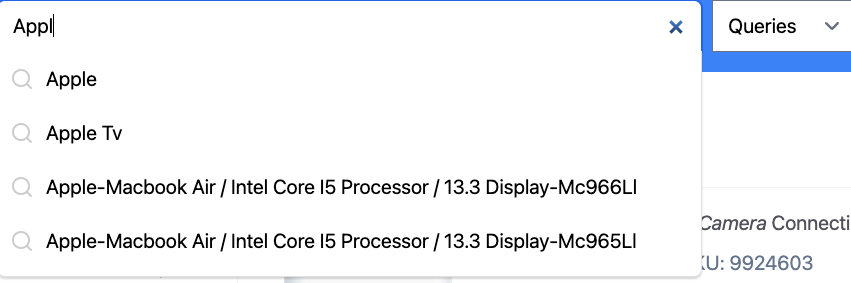 Appl
Queries
Apple
Apple Tv
Apple-Macbook Air / Intel Core I5 Processor / 13.3 Display-Mc966Ll
Apple-Macbook Air / Intel Core I5 Processor / 13.3 Display-Mc965Ll
Camera Connecti
KU: 9924603